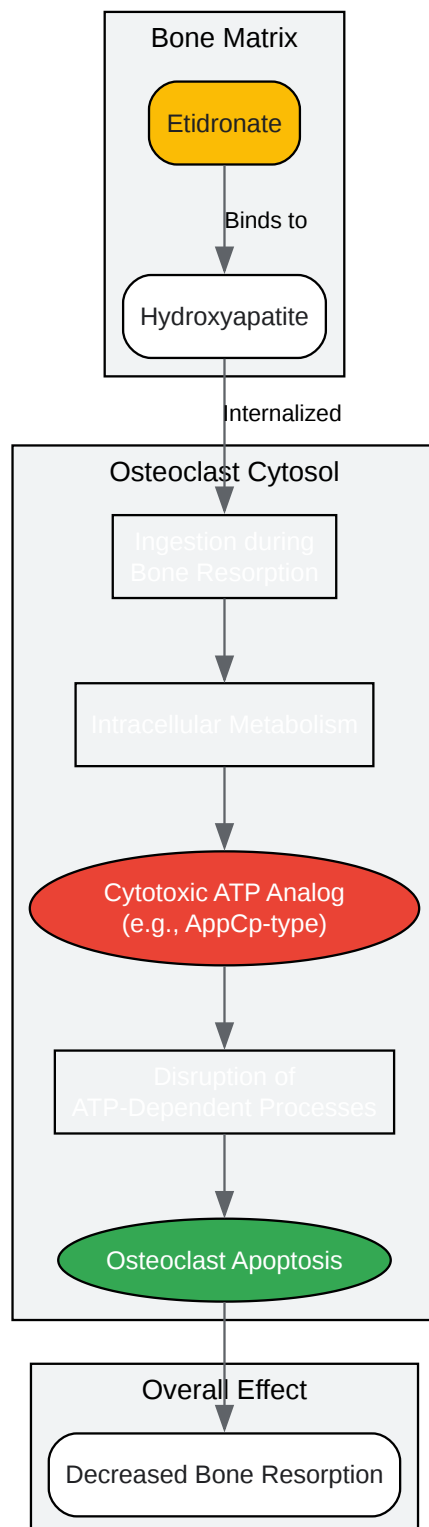 Bone Matrix
Etidronate
Binds to
Hydroxyapatite
Internalized
Osteoclast Cytosol
Ingestion during
Bone Resorption
Intracellular Metabolism
Cytotoxic ATP Analog
(e.g., AppCp-type)
Disruption of
ATP-Dependent Processes
Osteoclast Apoptosis
Overall Effect
Decreased Bone Resorption